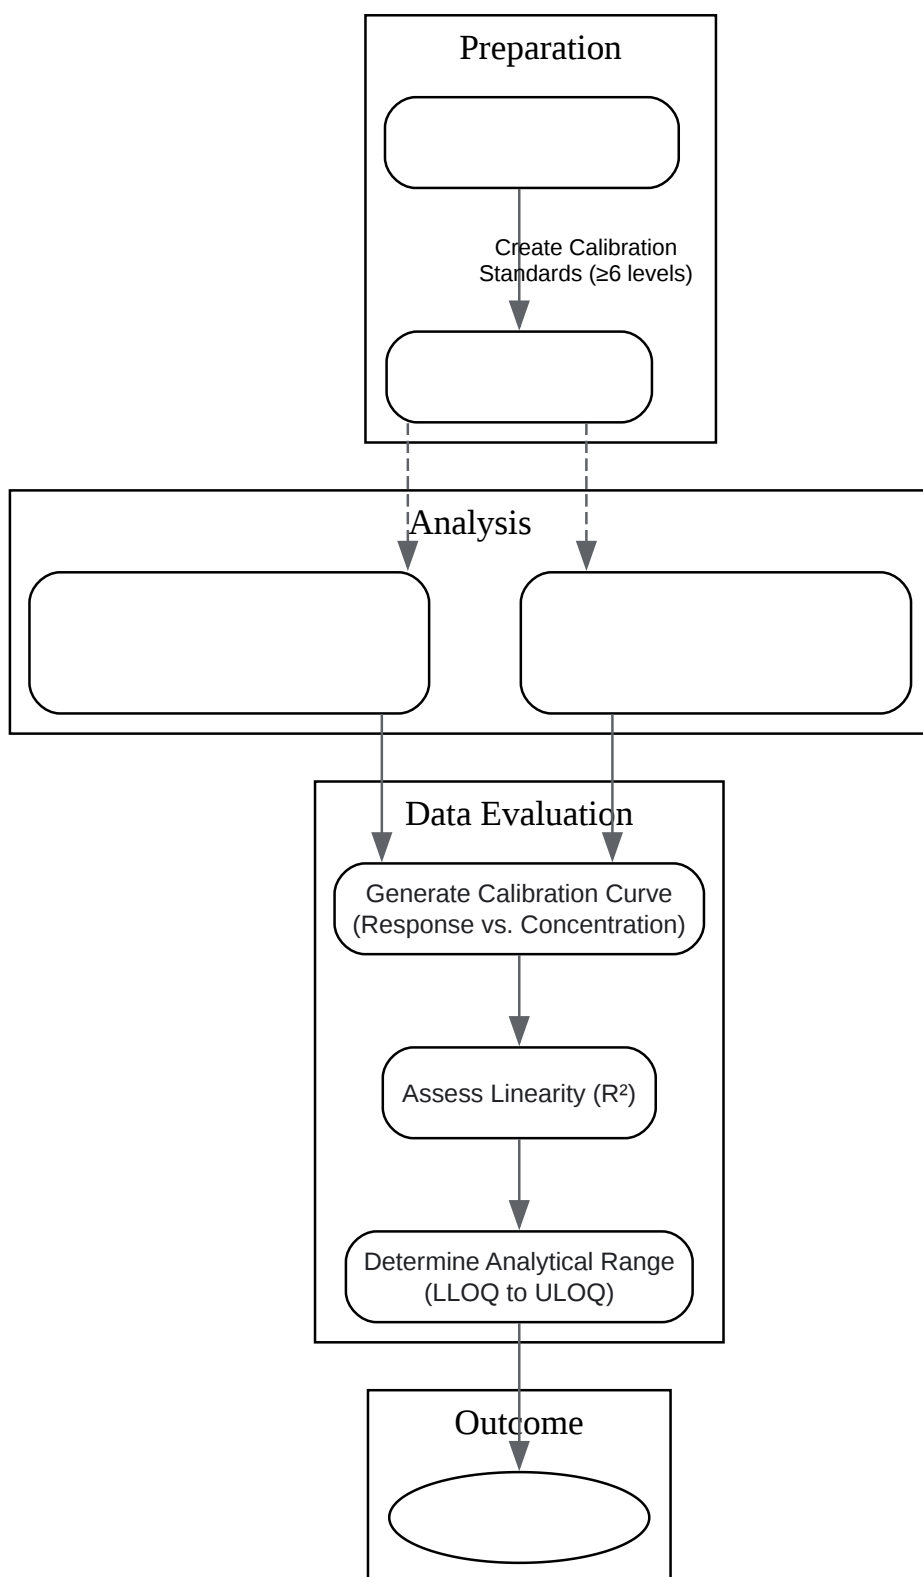 Preparation
Create Calibration
Standards (≥6 levels)
Analysis
Data Evaluation
Generate Calibration Curve
(Response vs. Concentration)
Assess Linearity (R²)
Determine Analytical Range
(LLOQ to ULOQ)
Outcome